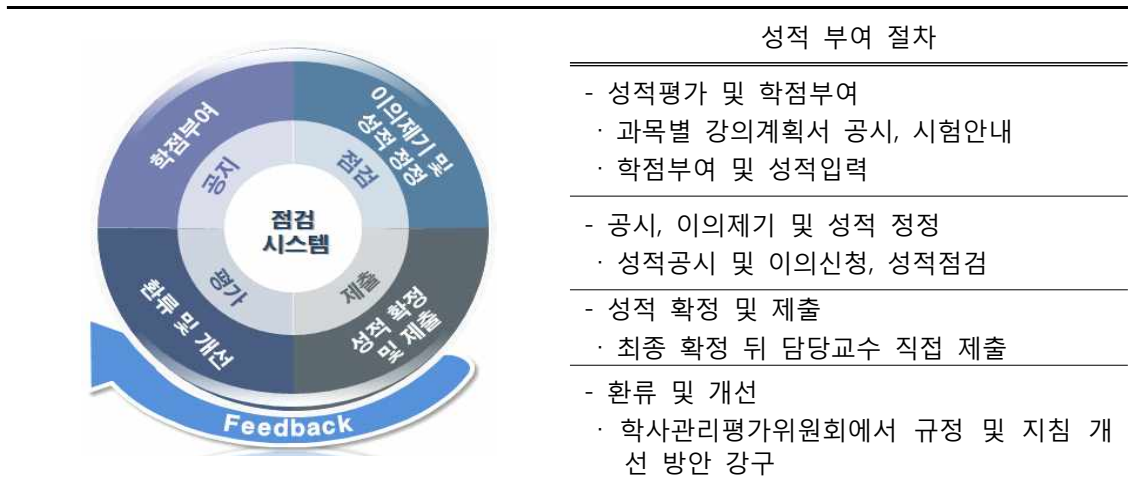 학점부여
이의제기 및
성적 정정
공지
점검
점검
시스템
평가
제출
환류 및 개선
성적 확정
및 제출
Feedback
성적 부여 절차
- 성적평가 및 학점부여
· 과목별 강의계획서 공시, 시험안내
· 학점부여 및 성적입력
- 공시, 이의제기 및 성적 정정
· 성적공시 및 이의신청, 성적점검
- 성적 확정 및 제출
· 최종 확정 뒤 담당교수 직접 제출
- 환류 및 개선
· 학사관리평가위원회에서 규정 및 지침 개
선 방안 강구